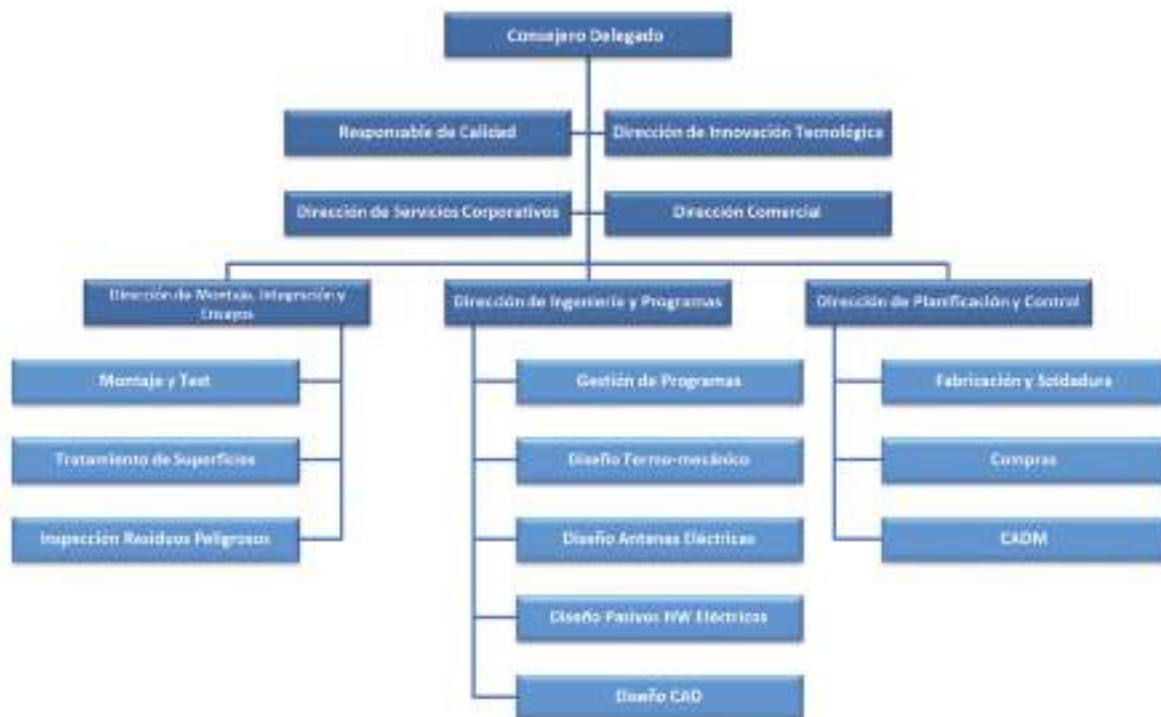 Consejero Delegado
Responsable de Calidad
Dirección de Innovación Tecnológica
Dirección de Servicios Corporativos
Dirección Comercial
Dirección de Montaje, Integración y
Ensayos
Dirección de Ingeniería y Programas
Dirección de Planificación y Control
Montaje y Test
Tratamiento de Superficies
Inspección Residuos Peligrosos
Gestión de Programas
Diseño Termo-mecánico
Diseño Antenas Eléctricas
Diseño Pasivos HW Eléctricos
Diseño CAD
Fabricación y Soldadura
Compras
CADM